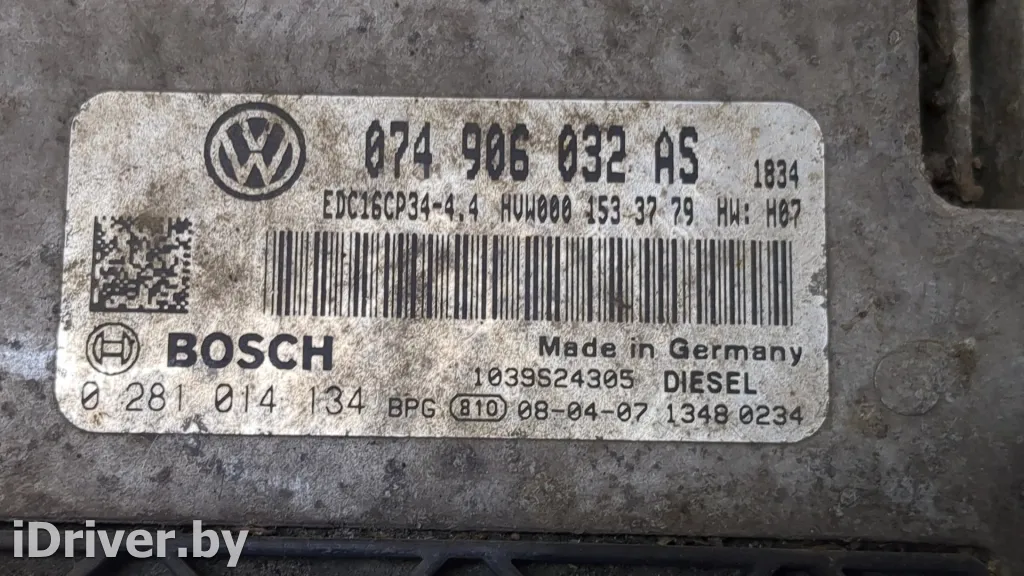 074 906 032 AS 1834
EDC16CP34-4.4 HVW000 153 37 79 HW: H07
BOSCH
Made in Germany
1039S24305 DIESEL
0 281 014 134 BPG 810 08-04-07 1348 0234
iDriver.by